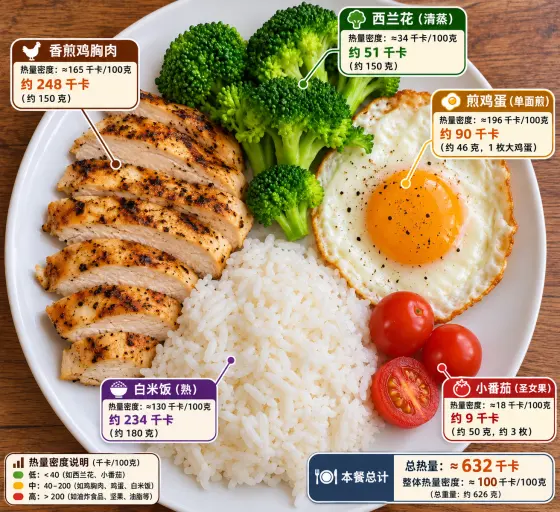 香煎鸡胸肉
热量密度：≈165 千卡/100克
约 248 千卡
（约 150 克）
西兰花（清蒸）
热量密度：≈34 千卡/100克
约 51 千卡
（约 150 克）
煎鸡蛋（单面煎）
热量密度：≈196 千卡/100克
约 90 千卡
（约 46 克，1 枚大鸡蛋）
白米饭（熟）
热量密度：≈130 千卡/100克
约 234 千卡
（约 180 克）
小番茄（圣女果）
热量密度：≈18 千卡/100克
约 9 千卡
（约 50 克，约 3 枚）
热量密度说明（千卡/100克）
低：<40（如西兰花、小番茄）
中：40–200（如鸡胸肉、鸡蛋、白米饭）
高：> 200（如油炸食品、坚果、油脂等）
本餐总计
总热量：≈ 632 千卡
整体热量密度：≈ 100 千卡/100克
（总重量：约 626 克）